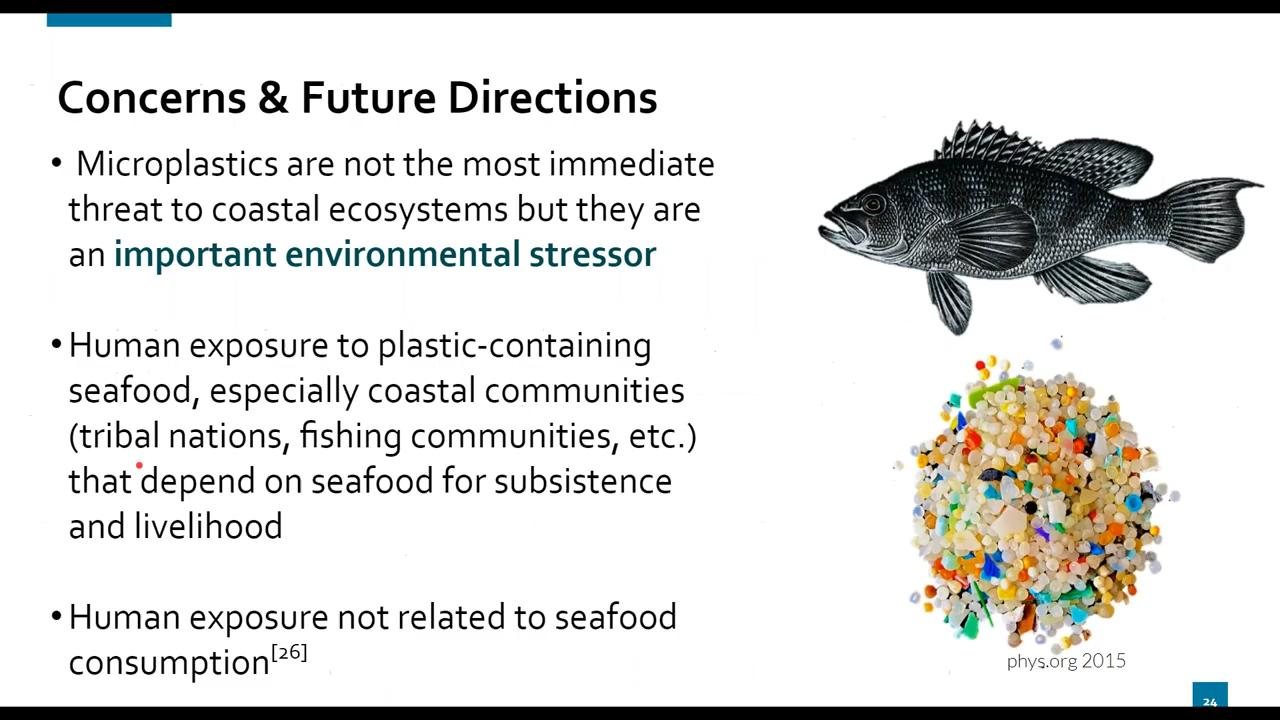 Concerns & Future Directions
• Microplastics are not the most immediate
threat to coastal ecosystems but they are
an important environmental stressor
• Human exposure to plastic-containing
seafood, especially coastal communities
(tribal nations, fishing communities, etc.)
that depend on seafood for subsistence
and livelihood
• Human exposure not related to seafood
consumption[26]
phys.org 2015
24